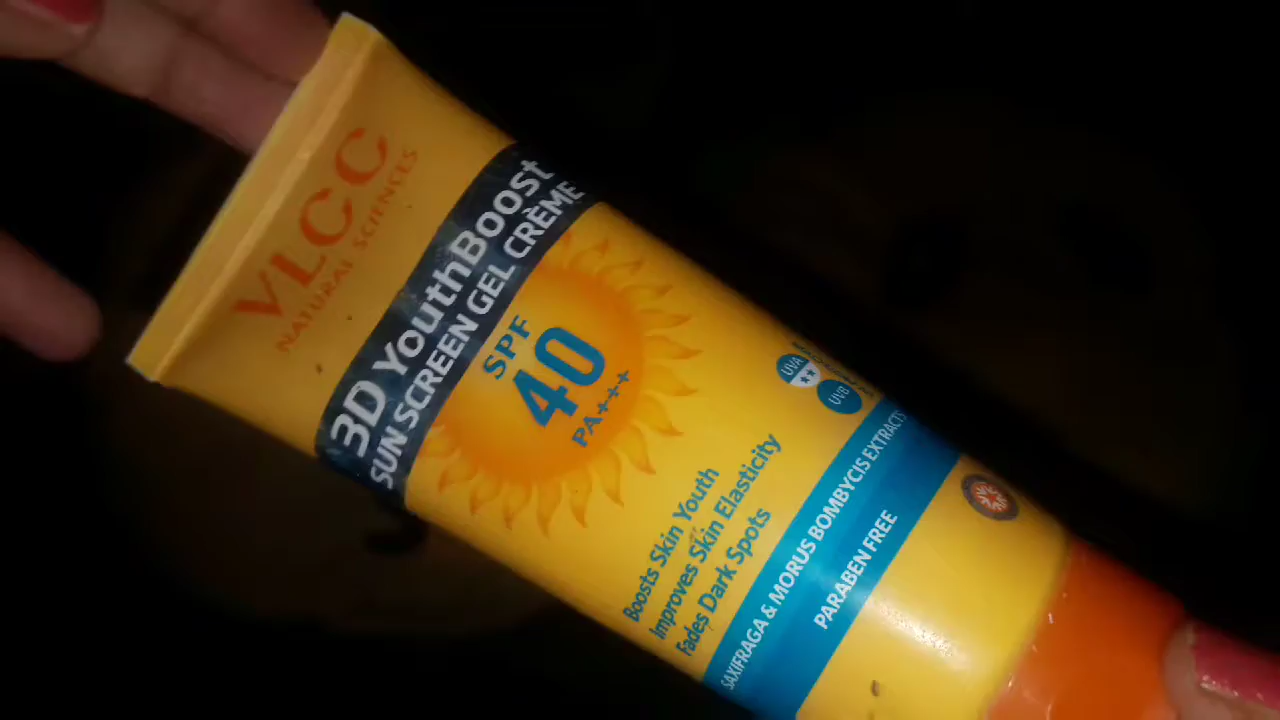 VLCC
NATURAL SCIENCES
3D YouthBoost
SUN SCREEN GEL CRÈME
SPF
40
PA+++
UVA
UVB
Boosts Skin Youth
Improves Skin Elasticity
Fades Dark Spots
SAXIFRAGA & MORUS BOMBYCIS EXTRACTS
PARABEN FREE